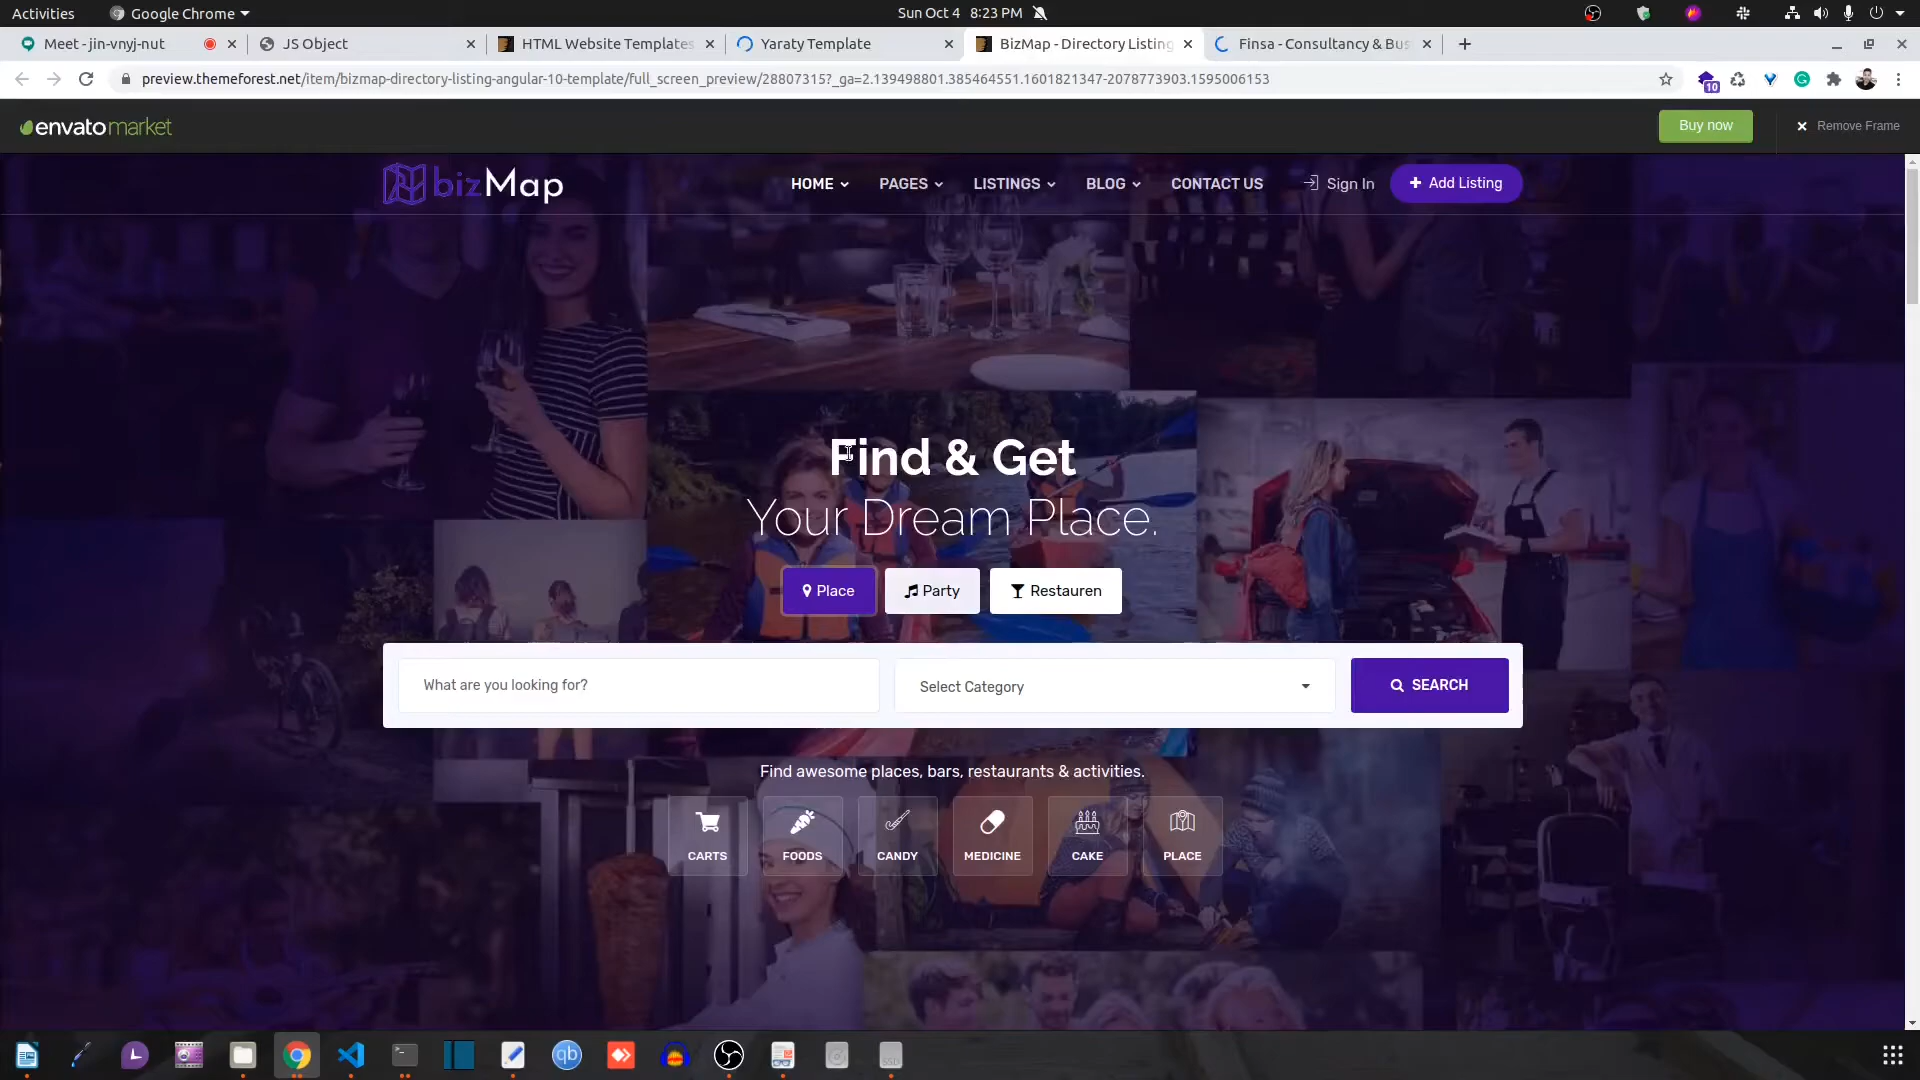 Activities Google Chrome Sun Oct 4 8:23 PM
Meet - jin-vnyj-nut JS Object HTML Website Templates Yaraty Template BizMap - Directory Listing Finsa - Consultancy & Bus
preview.themeforest.net/item/bizmap-directory-listing-angular-10-template/full_screen_preview/28807315?_ga=2.139498801.385464551.1601821347-2078773903.1595006153 10
envatomarket Buy now Remove Frame
bizMap HOME PAGES LISTINGS BLOG CONTACT US Sign In Add Listing
Find & Get
Your Dream Place.
Place Party Restauren
What are you looking for? Select Category SEARCH
Find awesome places, bars, restaurants & activities.
CARTS FOODS CANDY MEDICINE CAKE PLACE
qb